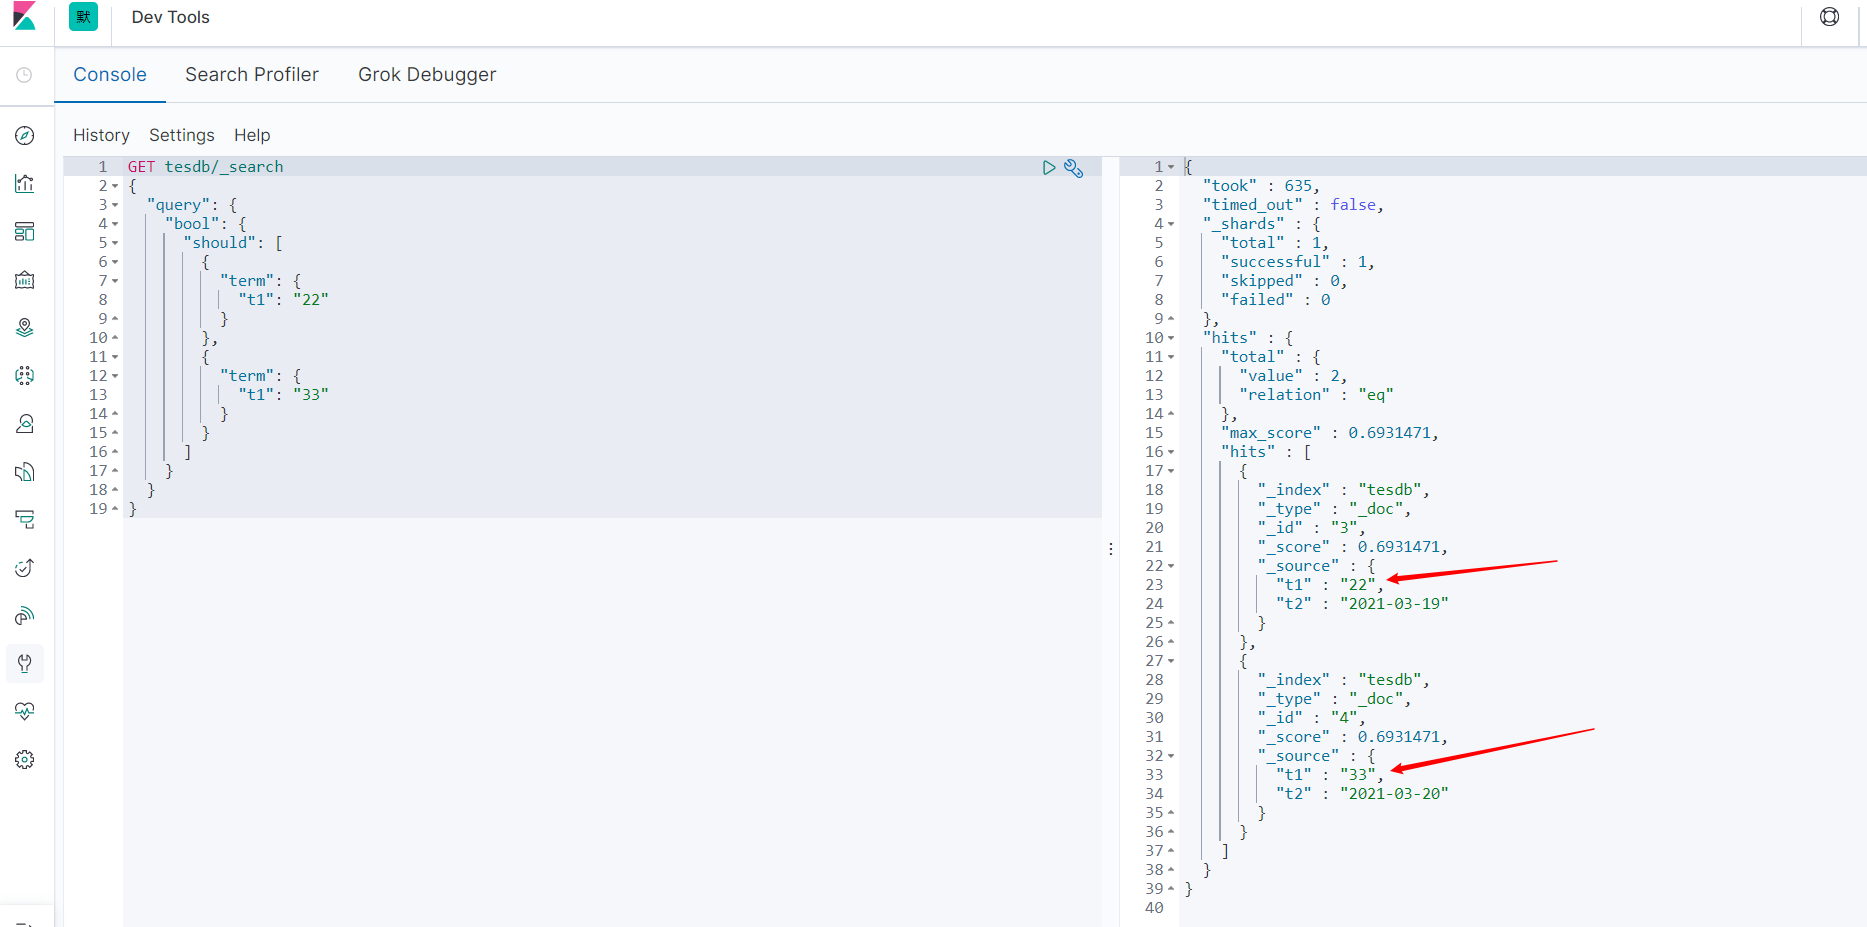 默 Dev Tools
Console Search Profiler Grok Debugger
History Settings Help
1 GET tesdb/_search
2 {
3 "query": {
4 "bool": {
5 "should": [
6 {
7 "term": {
8 "t1": "22"
9 }
10 },
11 {
12 "term": {
13 "t1": "33"
14 }
15 }
16 ]
17 }
18 }
19 }
1 {
2 "took" : 635,
3 "timed_out" : false,
4 "_shards" : {
5 "total" : 1,
6 "successful" : 1,
7 "skipped" : 0,
8 "failed" : 0
9 },
10 "hits" : {
11 "total" : {
12 "value" : 2,
13 "relation" : "eq"
14 },
15 "max_score" : 0.6931471,
16 "hits" : [
17 {
18 "_index" : "tesdb",
19 "_type" : "_doc",
20 "_id" : "3",
21 "_score" : 0.6931471,
22 "_source" : {
23 "t1" : "22",
24 "t2" : "2021-03-19"
25 }
26 },
27 {
28 "_index" : "tesdb",
29 "_type" : "_doc",
30 "_id" : "4",
31 "_score" : 0.6931471,
32 "_source" : {
33 "t1" : "33",
34 "t2" : "2021-03-20"
35 }
36 }
37 ]
38 }
39 }
40